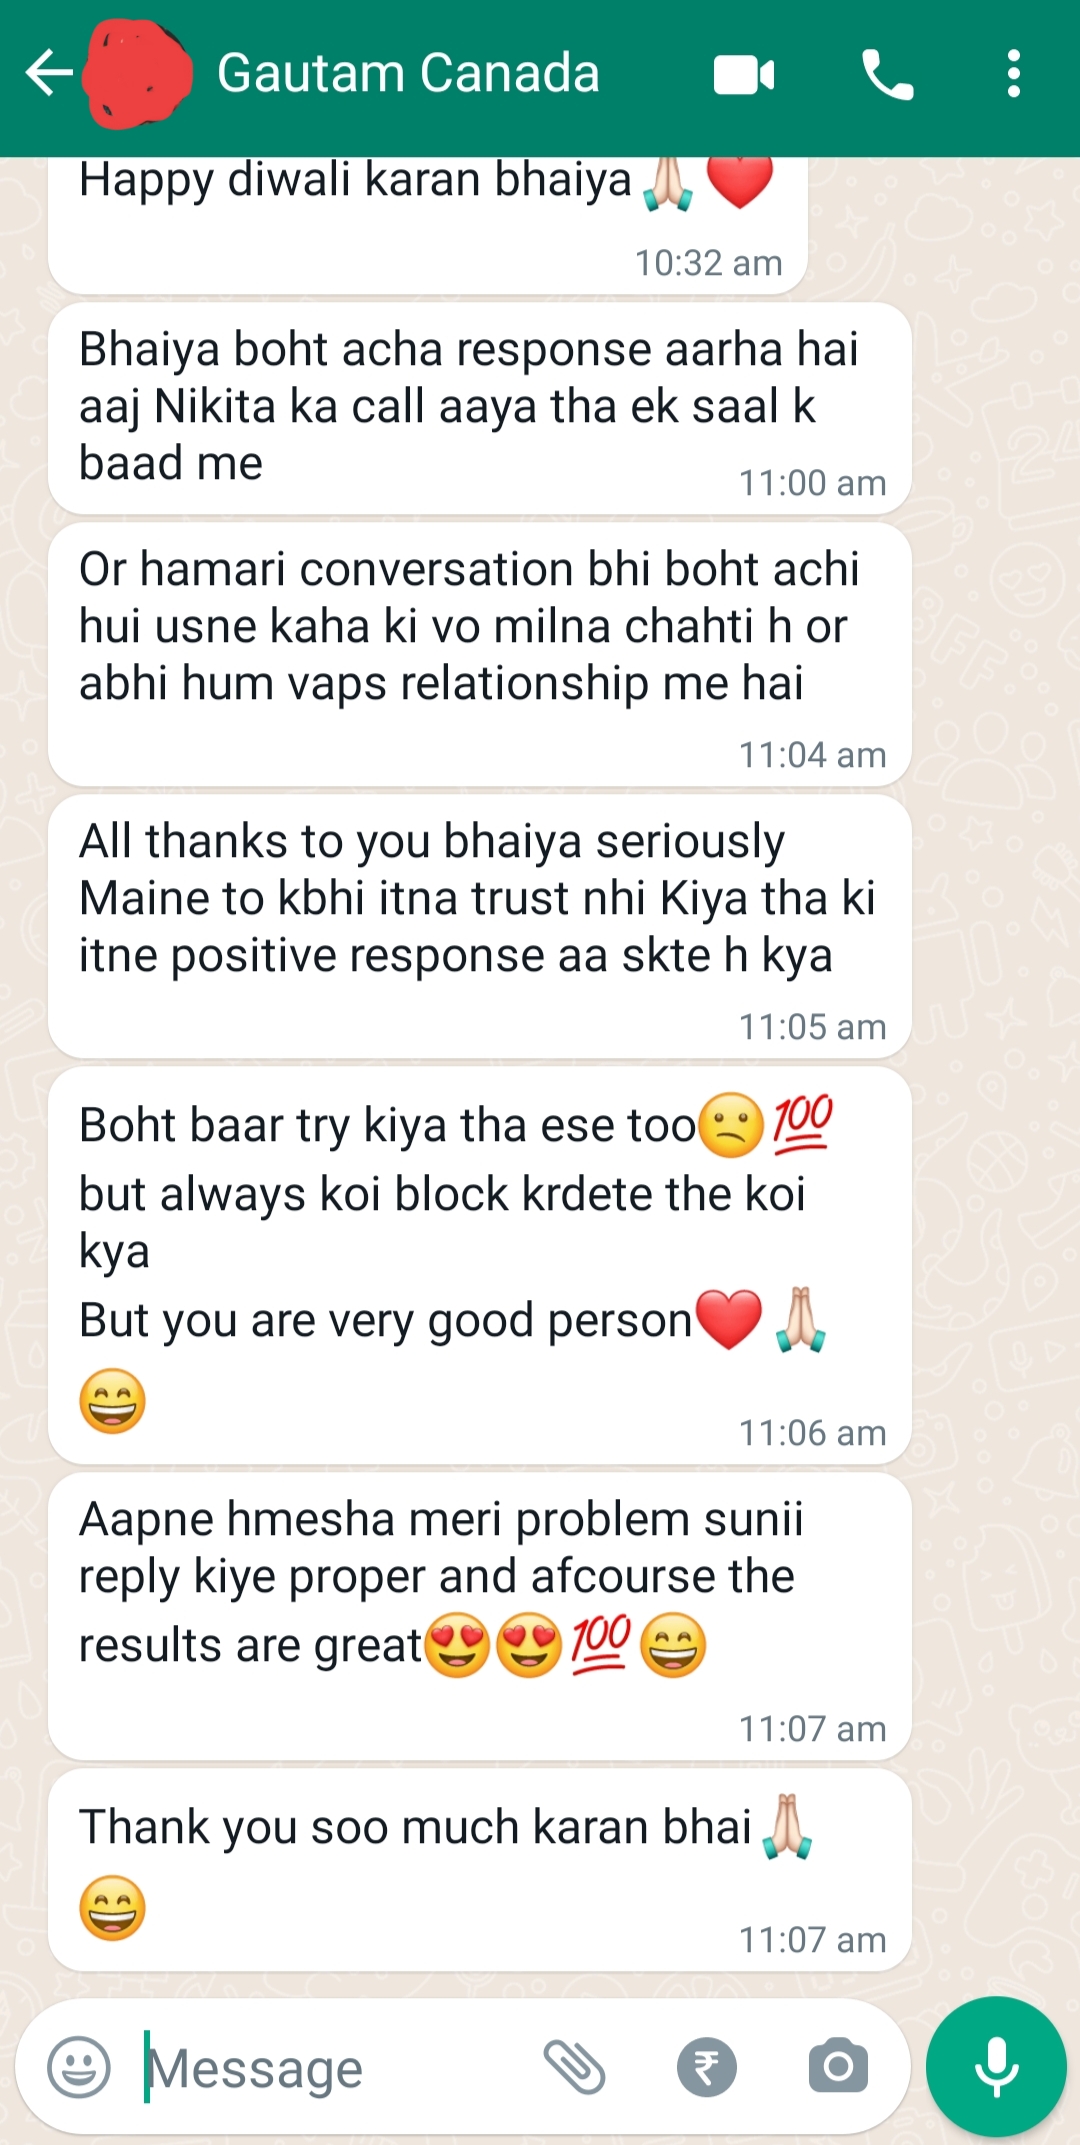 Gautam Canada
Happy diwali karan bhaiya🙏🏻❤️
10:32 am
Bhaiya boht acha response aarha hai
aaj Nikita ka call aaya tha ek saal k
baad me
11:00 am
Or hamari conversation bhi boht achi
hui usne kaha ki vo milna chahti h or
abhi hum vaps relationship me hai
11:04 am
All thanks to you bhaiya seriously
Maine to kbhi itna trust nhi Kiya tha ki
itne positive response aa skte h kya
11:05 am
Boht baar try kiya tha ese too🙁💯
but always koi block krdete the koi
kya
But you are very good person❤️🙏🏻
😄
11:06 am
Aapne hmesha meri problem sunii
reply kiye proper and afcourse the
results are great😍😍💯😄
11:07 am
Thank you soo much karan bhai🙏🏻
😄
11:07 am
Message